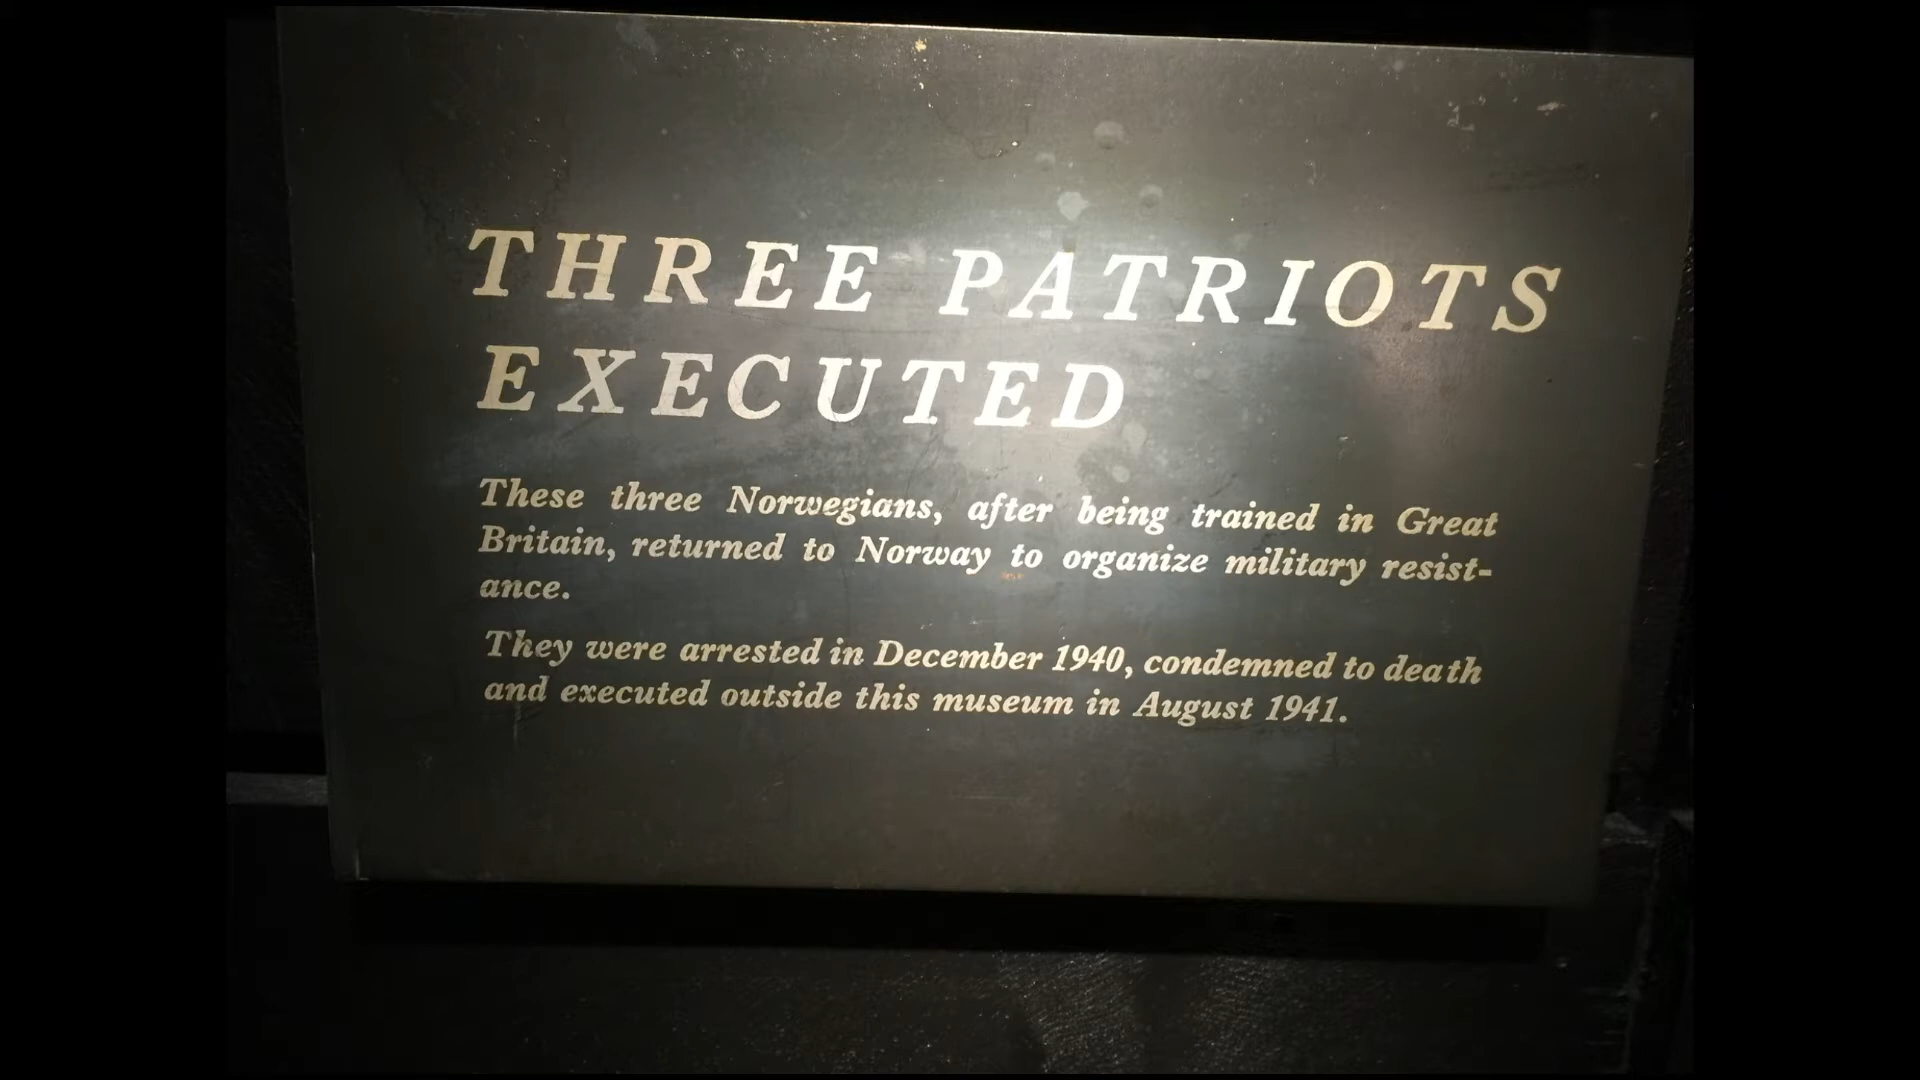 THREE PATRIOTS
EXECUTED
These three Norwegians, after being trained in Great
Britain, returned to Norway to organize military resist-
ance.
They were arrested in December 1940, condemned to death
and executed outside this museum in August 1941.